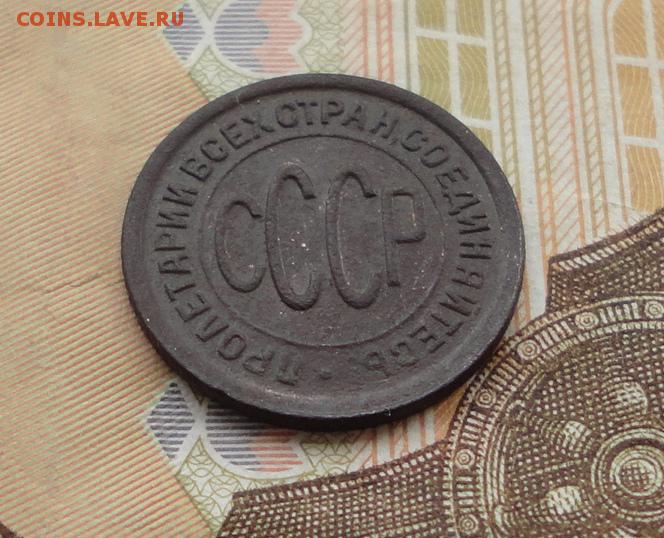 COINS.LAVE.RU
ПРОЛЕТАРИИ ВСЕХ СТРАН, СОЕДИНЯЙТЕСЬ ·
СССР